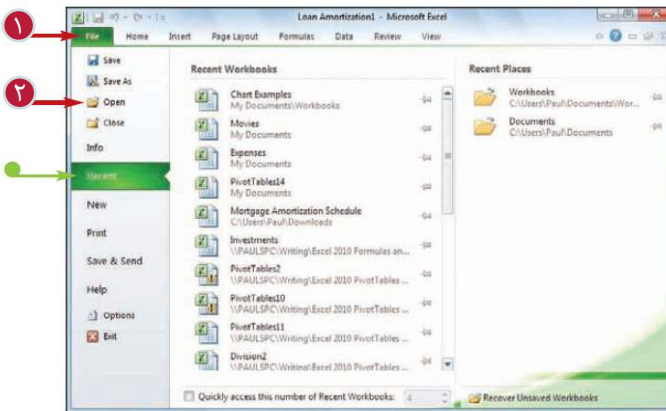 Loan Amortization1 - Microsoft Excel
File Home Insert Page Layout Formulas Data Review View
۱
۲
Save
Save As
Open
Close
Info
Recent
New
Print
Save & Send
Help
Options
Exit
Recent Workbooks
Chart Examples
My Documents\Workbooks
Movies
My Documents
Expenses
My Documents
PivotTables14
My Documents
Mortgage Amortization Schedule
C:\Users\Paul\Downloads
Investments
\\PAULSPC\Writing\Excel 2010 Formulas an...
PivotTables2
\\PAULSPC\Writing\Excel 2010 PivotTables ...
PivotTables10
\\PAULSPC\Writing\Excel 2010 PivotTables ...
PivotTables11
\\PAULSPC\Writing\Excel 2010 PivotTables ...
Division2
\\PAULSPC\Writing\Excel 2010 PivotTables ...
Quickly access this number of Recent Workbooks: 4
Recent Places
Workbooks
C:\Users\Paul\Documents\Wor...
Documents
C:\Users\Paul\Documents
Recover Unsaved Workbooks